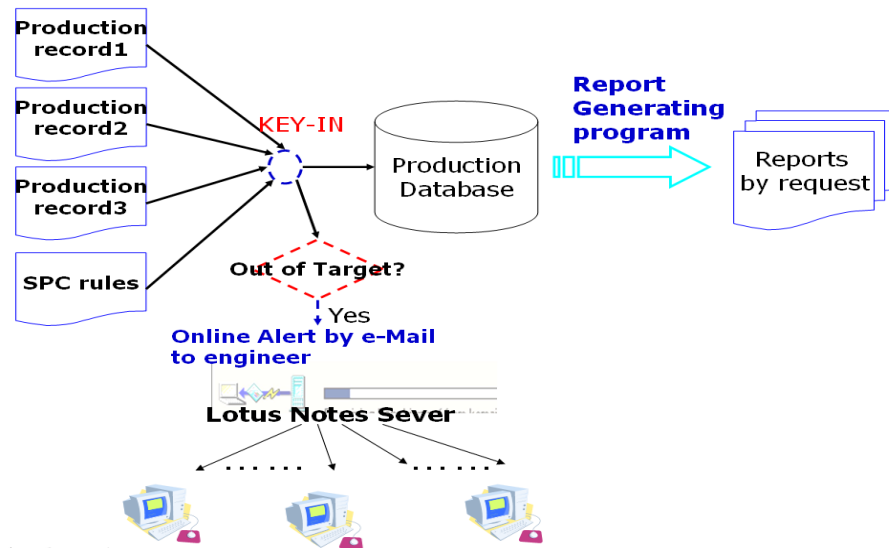 Production
record1
Production
record2
Production
record3
SPC rules
KEY-IN
Production
Database
Report
Generating
program
Reports
by request
Out of Target?
Yes
Online Alert by e-Mail
to engineer
Lotus Notes Sever